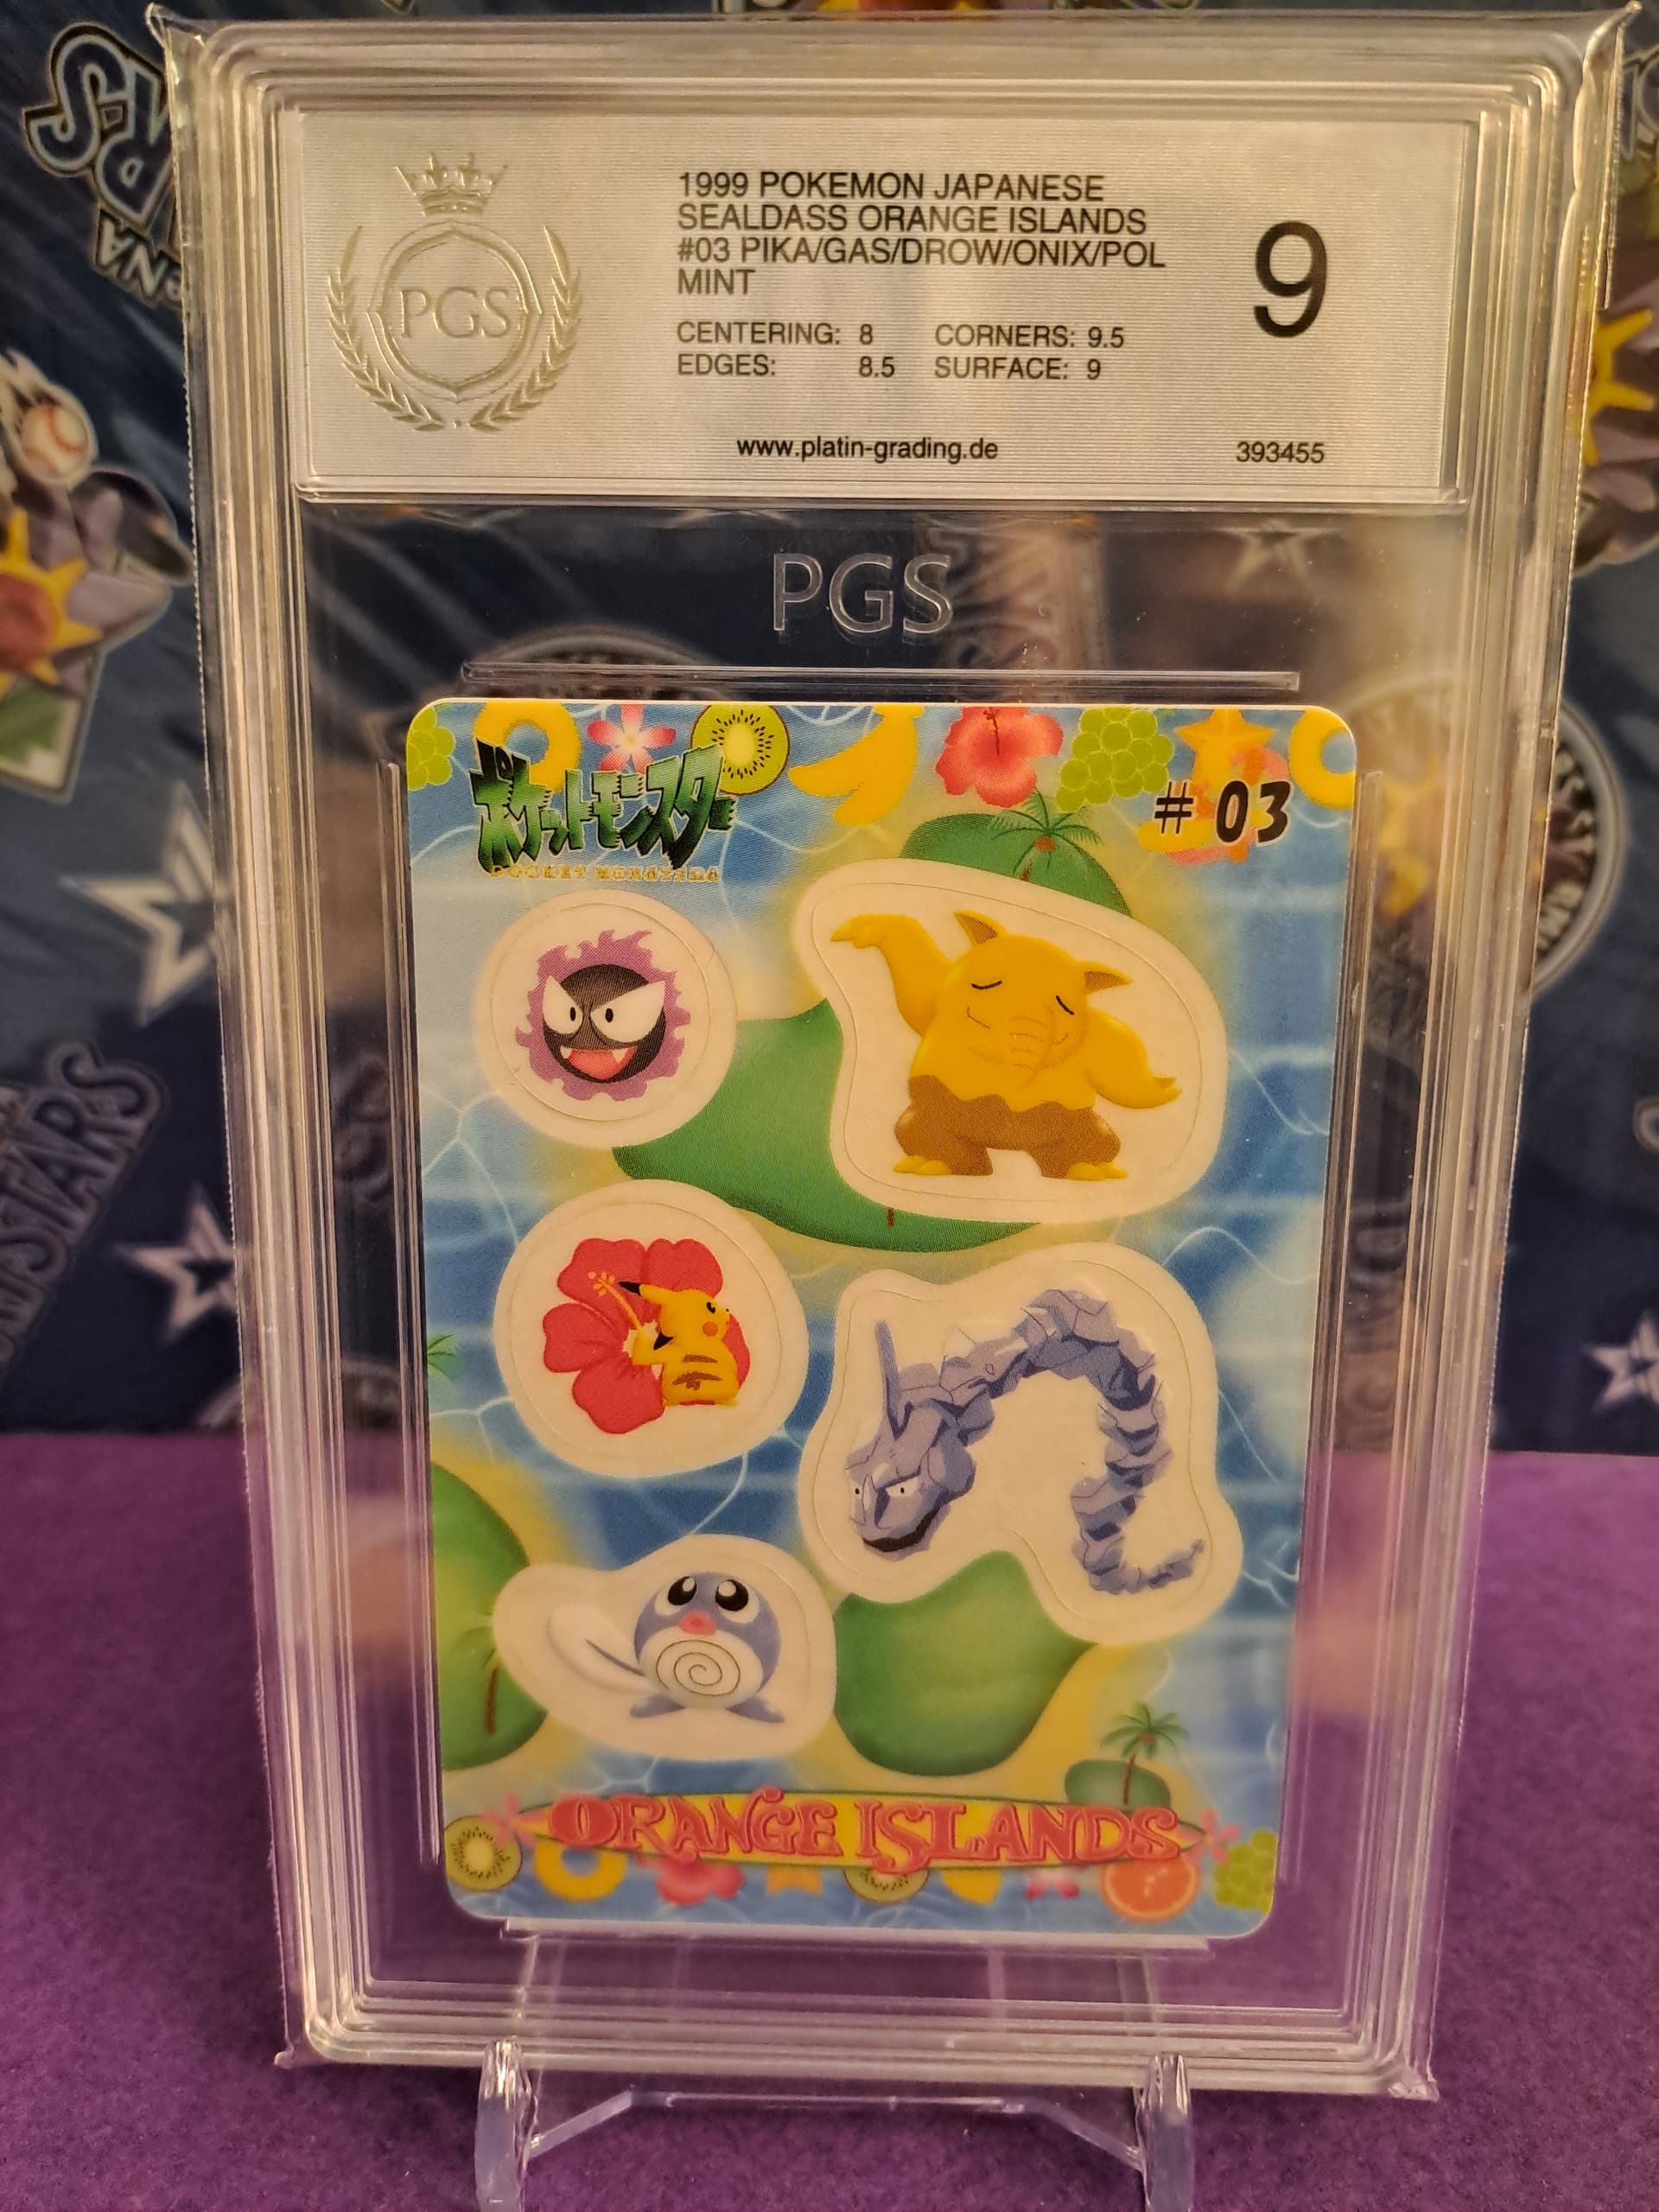 PGS
1999 POKEMON JAPANESE
SEALDASS ORANGE ISLANDS
#03 PIKA/GAS/DROW/ONIX/POL
MINT
9
CENTERING: 8 CORNERS: 9.5
EDGES: 8.5 SURFACE: 9
www.platin-grading.de
393455
PGS
ポケットモンスター
POCKET MONSTERS
# 03
ORANGE ISLANDS